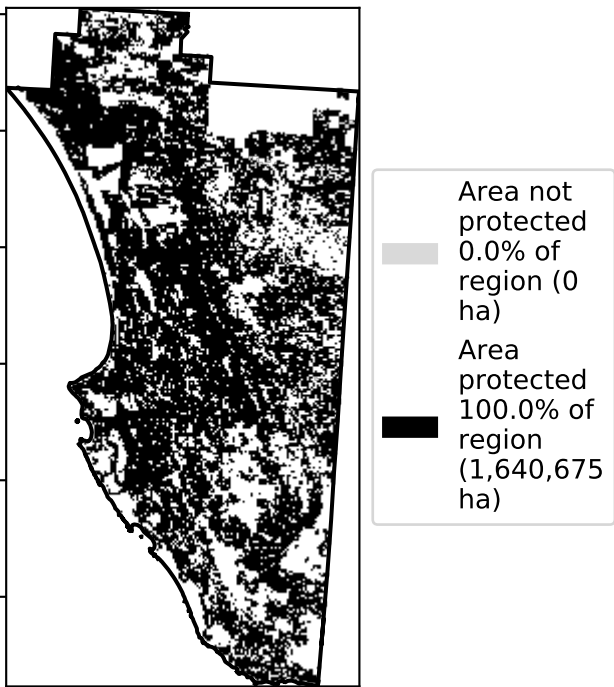 Area not
protected
0.0% of
region (0
ha)
Area
protected
100.0% of
region
(1,640,675
ha)